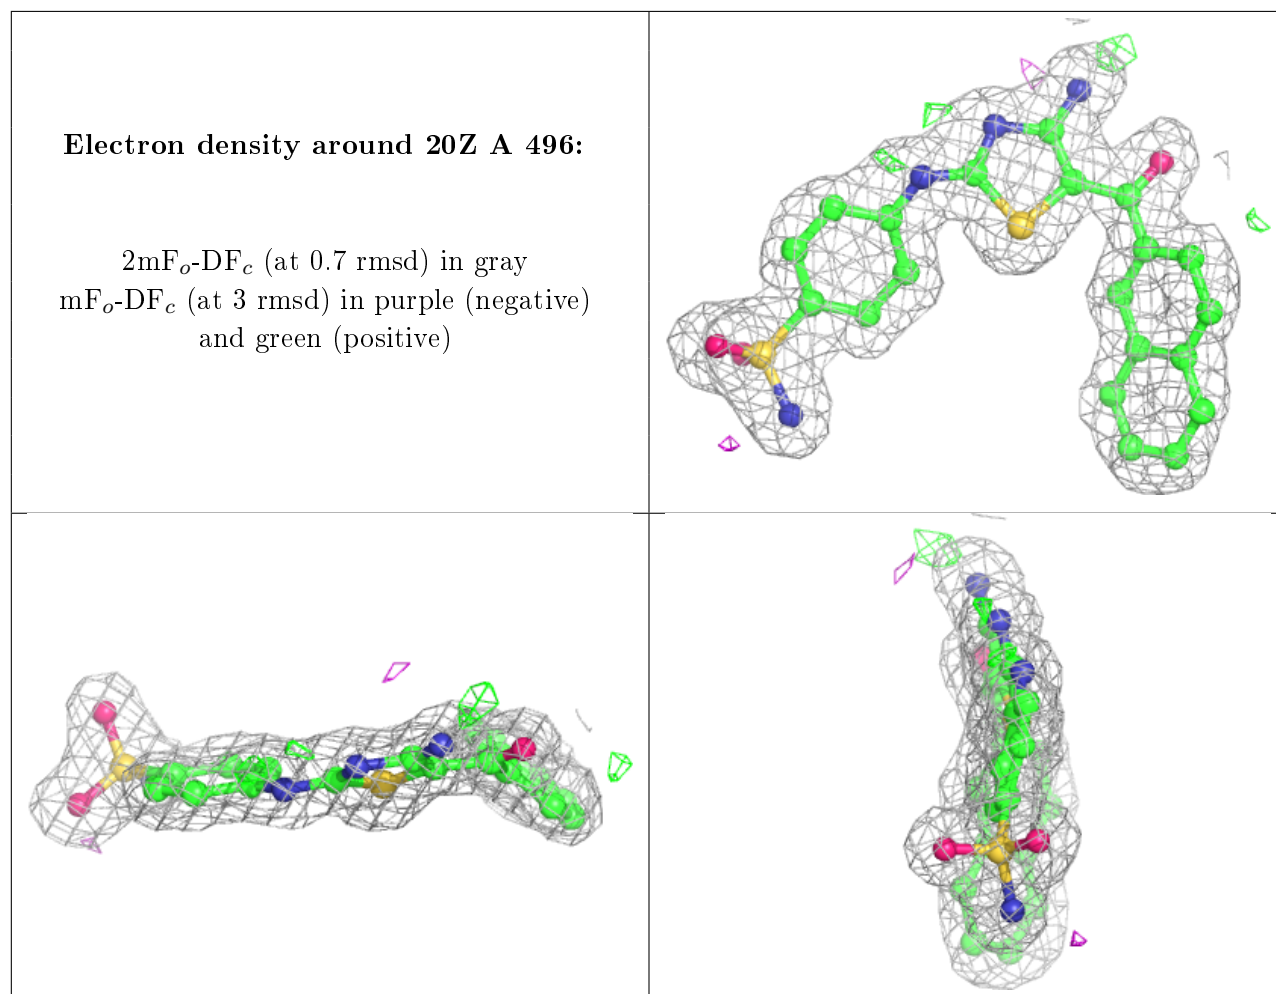 Electron density around 20Z A 496:
2mFo-DFc (at 0.7 rmsd) in gray
mFo-DFc (at 3 rmsd) in purple (negative)
and green (positive)